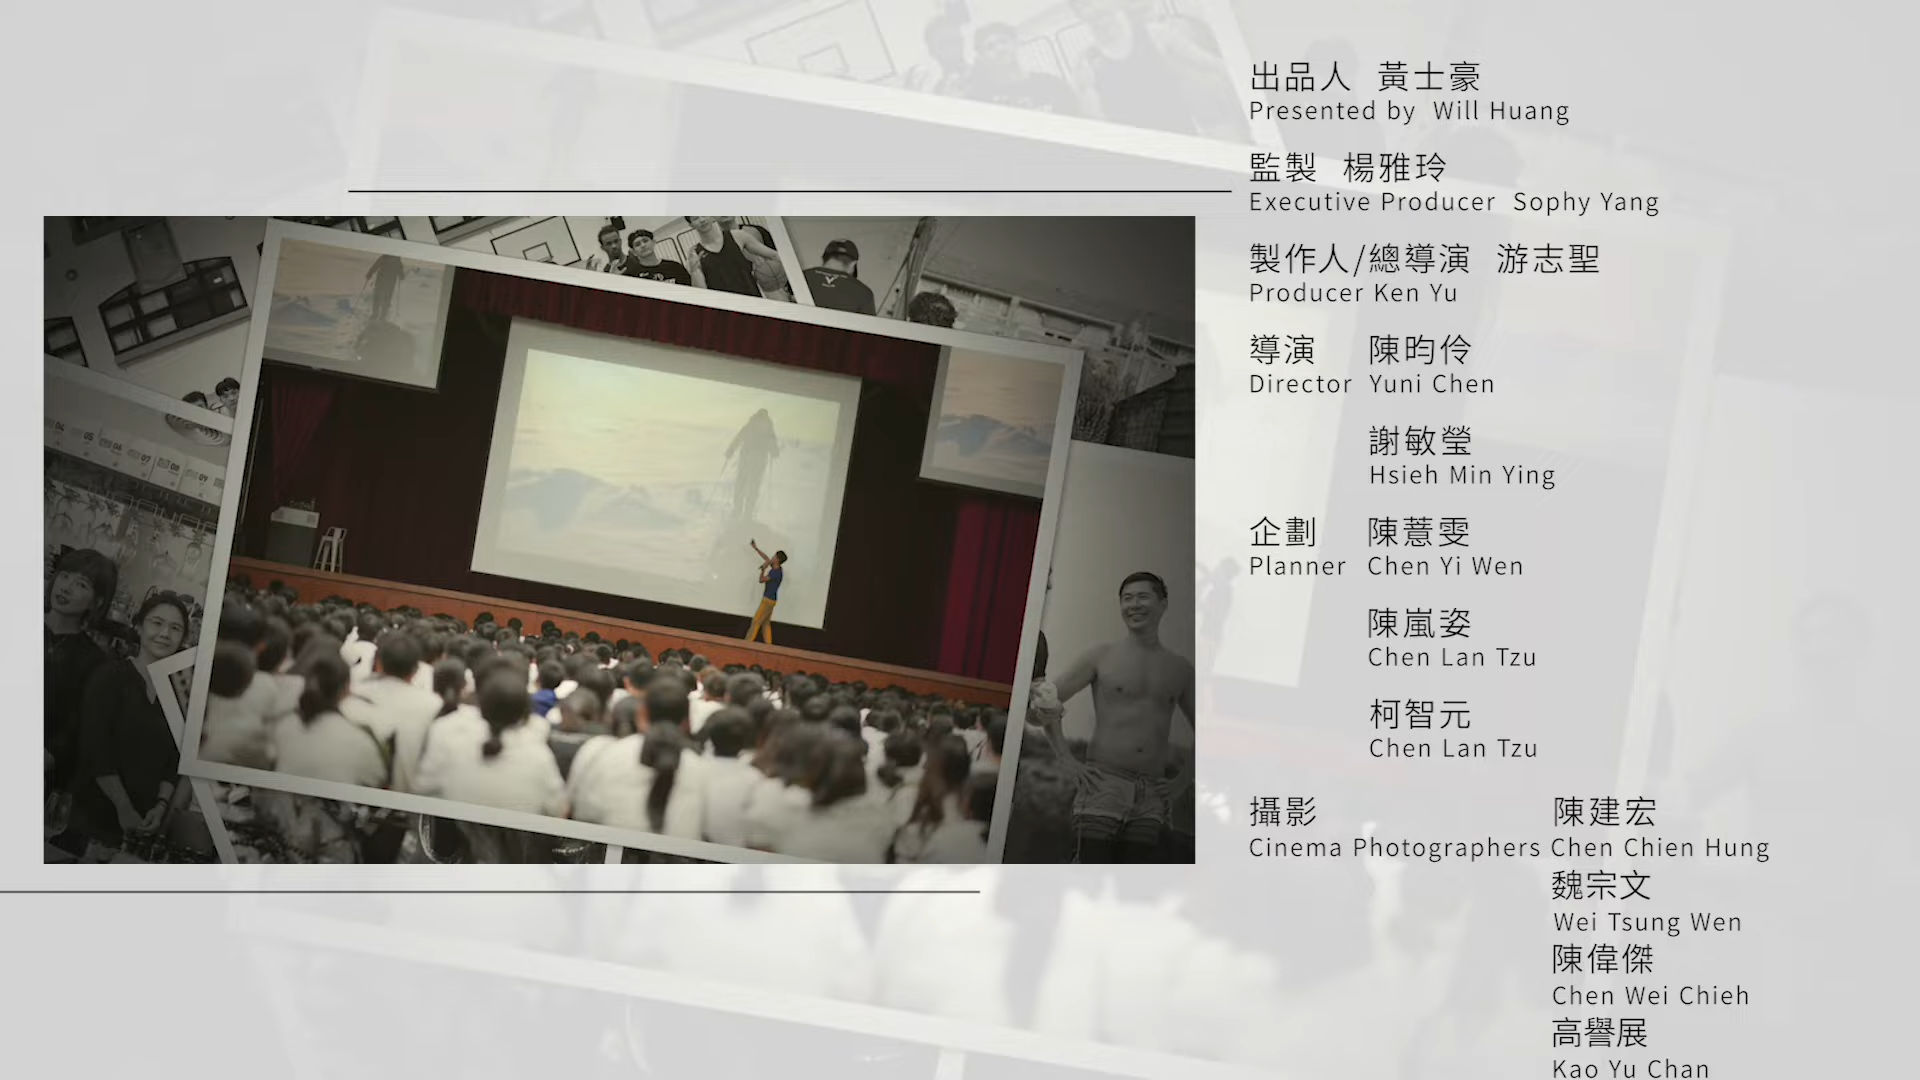 出品人 黃士豪
Presented by Will Huang
監製 楊雅玲
Executive Producer Sophy Yang
製作人/總導演 游志聖
Producer Ken Yu
導演 陳昀伶
Director Yuni Chen
謝敏瑩
Hsieh Min Ying
企劃 陳薏雯
Planner Chen Yi Wen
陳嵐姿
Chen Lan Tzu
柯智元
Chen Lan Tzu
攝影 陳建宏
Cinema Photographers Chen Chien Hung
魏宗文
Wei Tsung Wen
陳偉傑
Chen Wei Chieh
高譽展
Kao Yu Chan